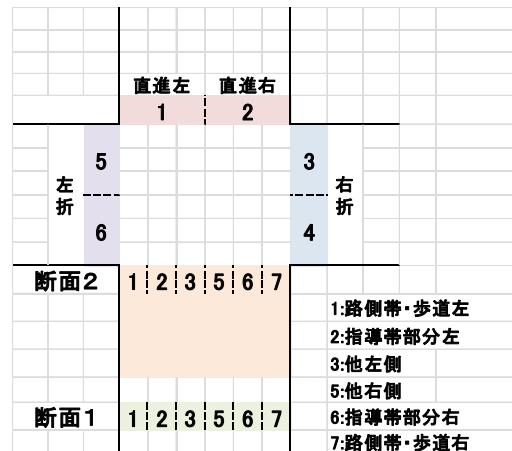 直進左 直進右
1 2
5 3
左折 右折
6 4
断面2 1 2 3 5 6 7
1:路側帯・歩道左
2:指導帯部分左
3:他左側
5:他右側
断面1 1 2 3 5 6 7 6:指導帯部分右
7:路側帯・歩道右